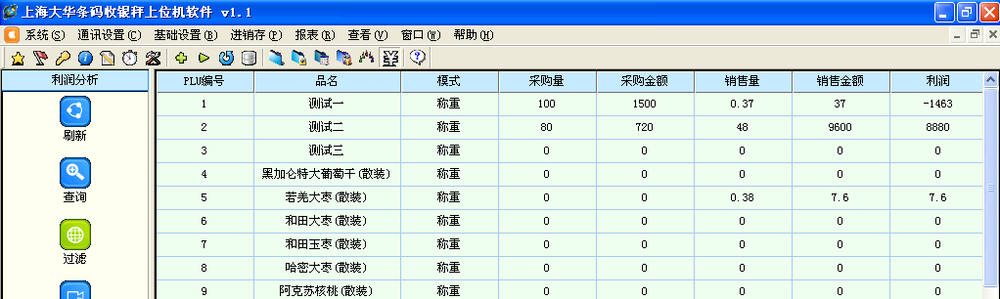 上海大华条码收银秤上位机软件 v1.1
系统(S) 通讯设置(C) 基础设置(B) 进销存(F) 报表(R) 查看(V) 窗口(W) 帮助(H)
利润分析
刷新
查询
过滤
PLU编号 品名 模式 采购量 采购金额 销售量 销售金额 利润
1 测试一 称重 100 1500 0.37 37 -1463
2 测试二 称重 80 720 48 9600 8880
3 测试三 称重 0 0 0 0 0
4 黑加仑特大葡萄干(散装) 称重 0 0 0 0 0
5 若羌大枣(散装) 称重 0 0 0.38 7.6 7.6
6 和田大枣(散装) 称重 0 0 0 0 0
7 和田玉枣(散装) 称重 0 0 0 0 0
8 哈密大枣(散装) 称重 0 0 0 0 0
9 阿克苏核桃(散装) 称重 0 0 0 0 0